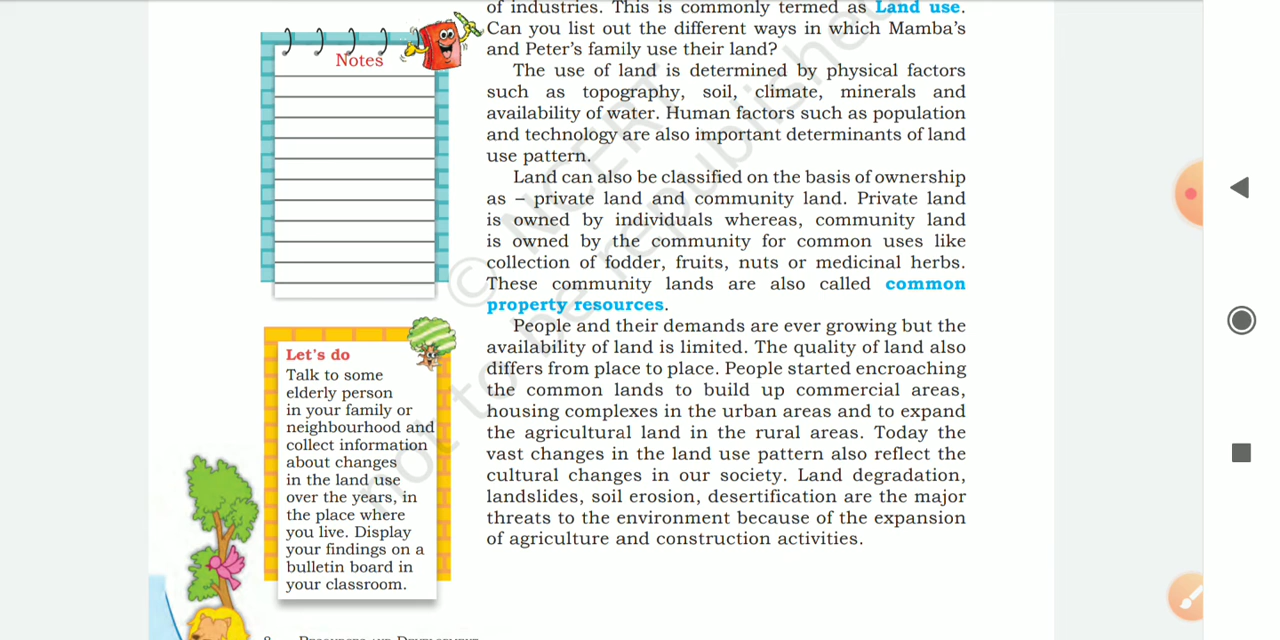 of industries. This is commonly termed as Land use.
Can you list out the different ways in which Mamba's
and Peter's family use their land?
The use of land is determined by physical factors
such as topography, soil, climate, minerals and
availability of water. Human factors such as population
and technology are also important determinants of land
use pattern.
Land can also be classified on the basis of ownership
as – private land and community land. Private land
is owned by individuals whereas, community land
is owned by the community for common uses like
collection of fodder, fruits, nuts or medicinal herbs.
These community lands are also called common
property resources.
People and their demands are ever growing but the
availability of land is limited. The quality of land also
differs from place to place. People started encroaching
the common lands to build up commercial areas,
housing complexes in the urban areas and to expand
the agricultural land in the rural areas. Today the
vast changes in the land use pattern also reflect the
cultural changes in our society. Land degradation,
landslides, soil erosion, desertification are the major
threats to the environment because of the expansion
of agriculture and construction activities.
Notes
Let's do
Talk to some
elderly person
in your family or
neighbourhood and
collect information
about changes
in the land use
over the years, in
the place where
you live. Display
your findings on a
bulletin board in
your classroom.
© NCERT
not to be republished